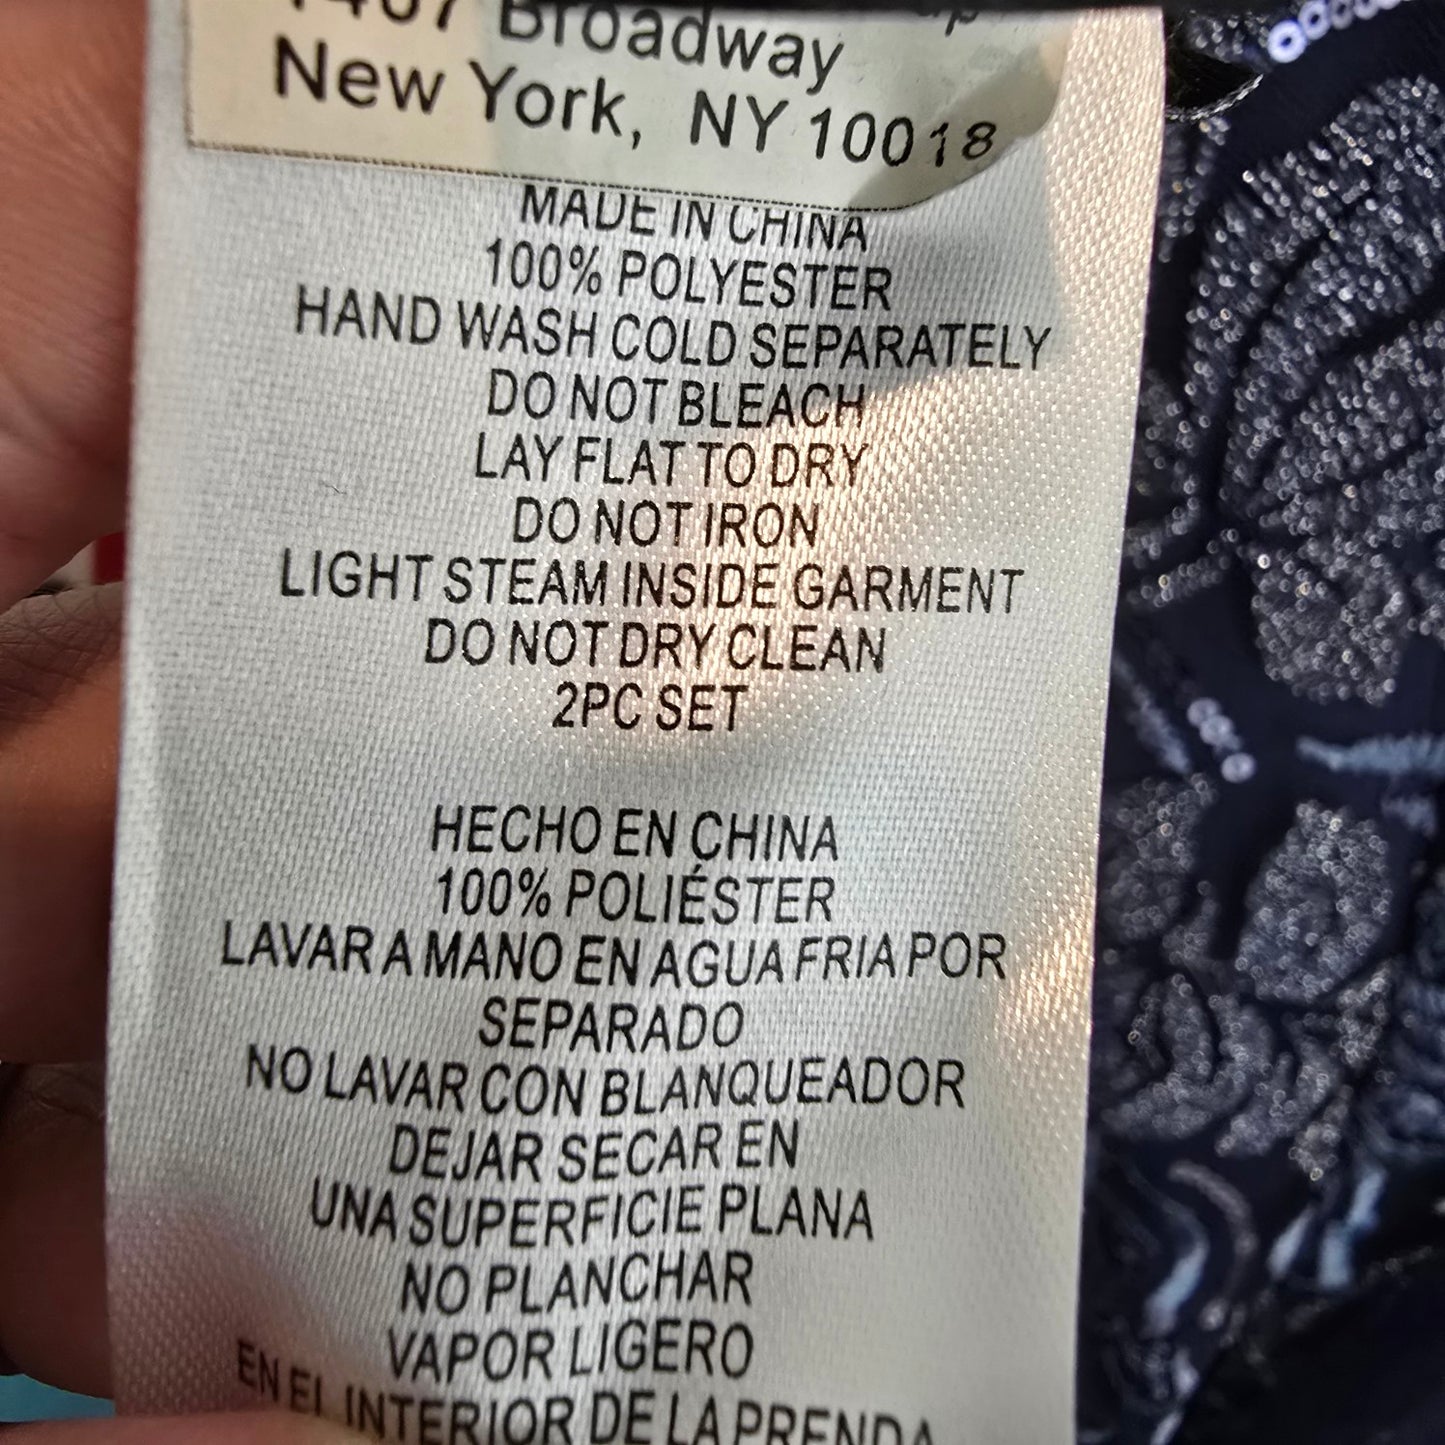 1407 Broadway
New York, NY 10018
MADE IN CHINA
100% POLYESTER
HAND WASH COLD SEPARATELY
DO NOT BLEACH
LAY FLAT TO DRY
DO NOT IRON
LIGHT STEAM INSIDE GARMENT
DO NOT DRY CLEAN
2PC SET
HECHO EN CHINA
100% POLIÉSTER
LAVAR A MANO EN AGUA FRIA POR
SEPARADO
NO LAVAR CON BLANQUEADOR
DEJAR SECAR EN
UNA SUPERFICIE PLANA
NO PLANCHAR
VAPOR LIGERO
EN EL INTERIOR DE LA PRENDA